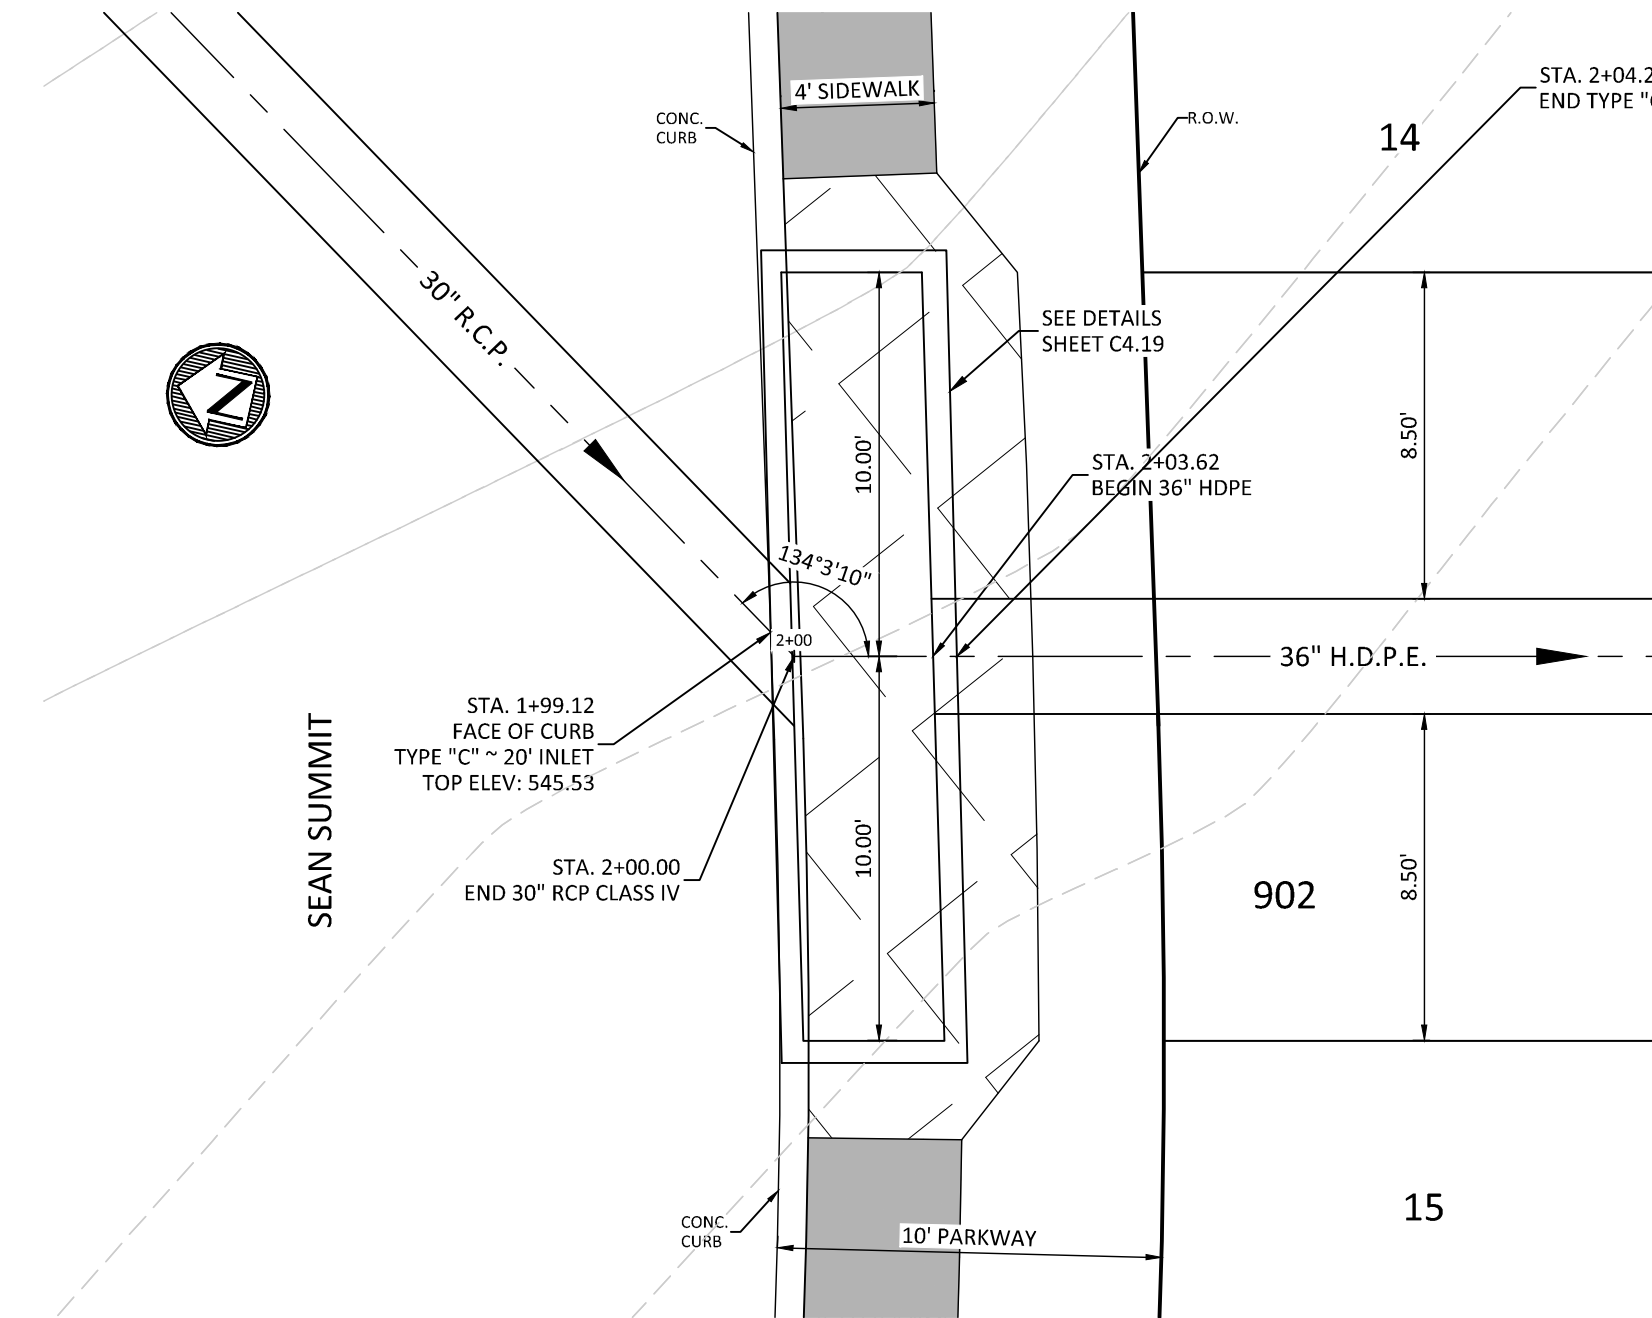 STA. 2+04.2
END TYPE "
4' SIDEWALK
CONC.
CURB
R.O.W.
14
30" R.C.P.
N
SEE DETAILS
SHEET C4.19
10.00'
8.50'
STA. 2+03.62
BEGIN 36" HDPE
134°3'10"
2+00
36" H.D.P.E.
STA. 1+99.12
FACE OF CURB
TYPE "C" ~ 20' INLET
TOP ELEV: 545.53
SEAN SUMMIT
10.00'
8.50'
STA. 2+00.00
END 30" RCP CLASS IV
902
15
CONC.
CURB
10' PARKWAY